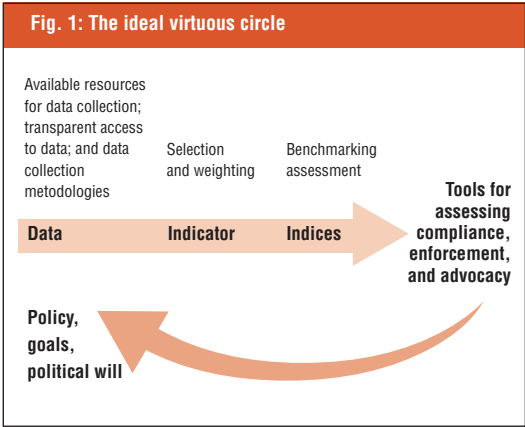 Fig. 1: The ideal virtuous circle
Available resources
for data collection;
transparent access
to data; and data
collection
methodologies
Selection
and weighting
Benchmarking
assessment
Data
Indicator
Indices
Tools for
assessing
compliance,
enforcement,
and advocacy
Policy,
goals,
political will